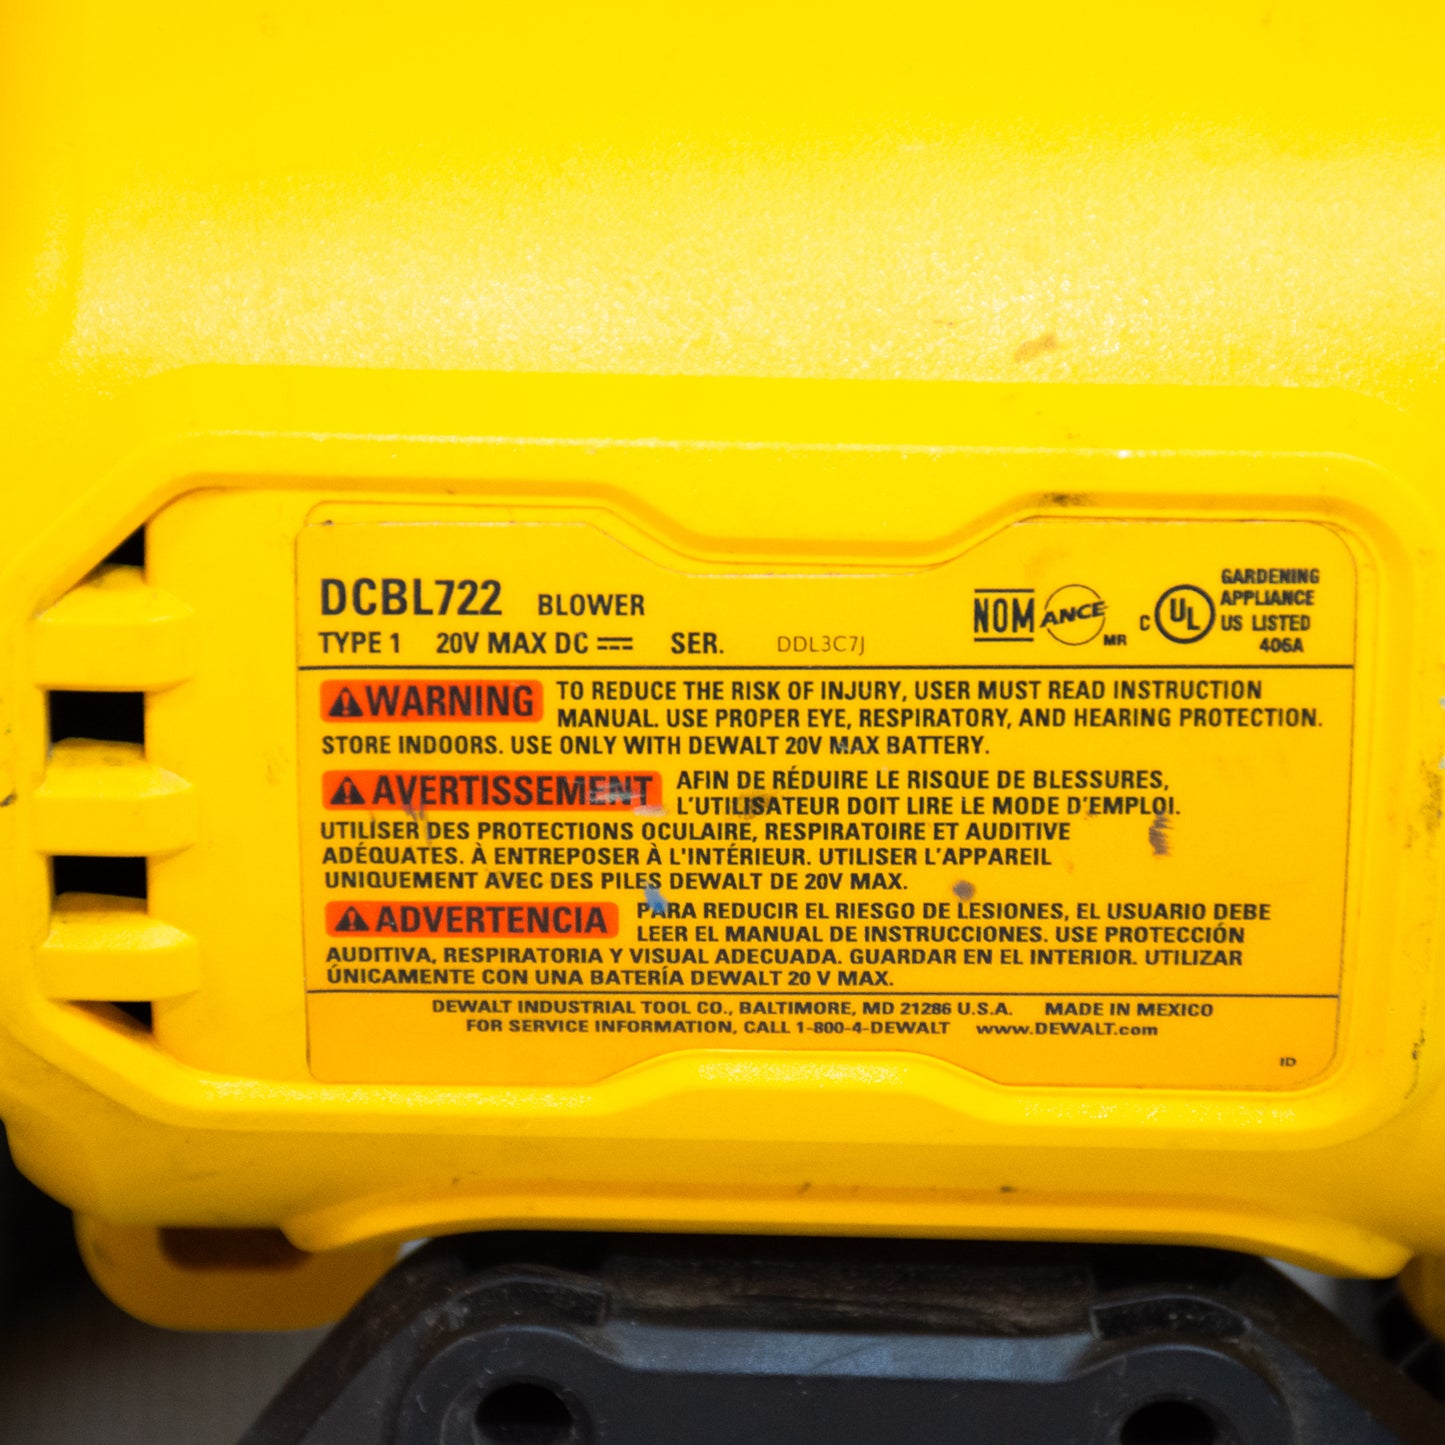 DCBL722 BLOWER
TYPE 1 20V MAX DC SER. DDL3C7J
NOM ANCE MR
C UL US LISTED
GARDENING
APPLIANCE
406A
WARNING TO REDUCE THE RISK OF INJURY, USER MUST READ INSTRUCTION
MANUAL. USE PROPER EYE, RESPIRATORY, AND HEARING PROTECTION.
STORE INDOORS. USE ONLY WITH DEWALT 20V MAX BATTERY.
AVERTISSEMENT AFIN DE RÉDUIRE LE RISQUE DE BLESSURES,
L'UTILISATEUR DOIT LIRE LE MODE D'EMPLOI.
UTILISER DES PROTECTIONS OCULAIRE, RESPIRATOIRE ET AUDITIVE
ADÉQUATES. À ENTREPOSER À L'INTÉRIEUR. UTILISER L'APPAREIL
UNIQUEMENT AVEC DES PILES DEWALT DE 20V MAX.
ADVERTENCIA PARA REDUCIR EL RIESGO DE LESIONES, EL USUARIO DEBE
LEER EL MANUAL DE INSTRUCCIONES. USE PROTECCIÓN
AUDITIVA, RESPIRATORIA Y VISUAL ADECUADA. GUARDAR EN EL INTERIOR. UTILIZAR
ÚNICAMENTE CON UNA BATERÍA DEWALT 20 V MAX.
DEWALT INDUSTRIAL TOOL CO., BALTIMORE, MD 21286 U.S.A. MADE IN MEXICO
FOR SERVICE INFORMATION, CALL 1-800-4-DEWALT www.DEWALT.com
ID